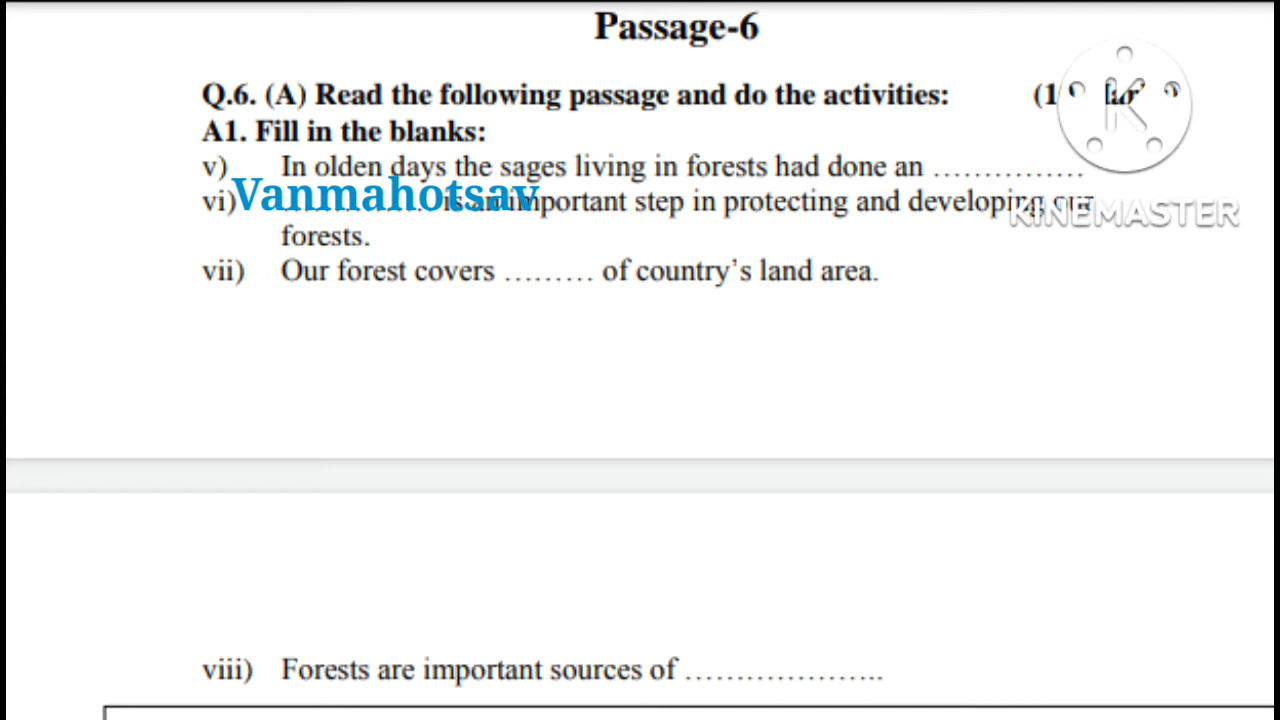 Passage-6
Q.6. (A) Read the following passage and do the activities: (1
A1. Fill in the blanks:
v) In olden days the sages living in forests had done an ……………
Vanmahotsav
vi) …………… is an important step in protecting and developing our
KINEMASTER
forests.
vii) Our forest covers ……… of country's land area.
viii) Forests are important sources of …………………..